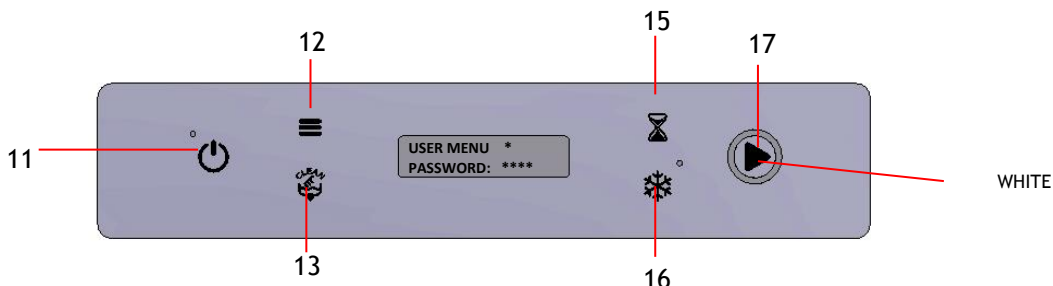 15
12
17
11
USER MENU *
PASSWORD: ****
CLEAN
WHITE
13
16